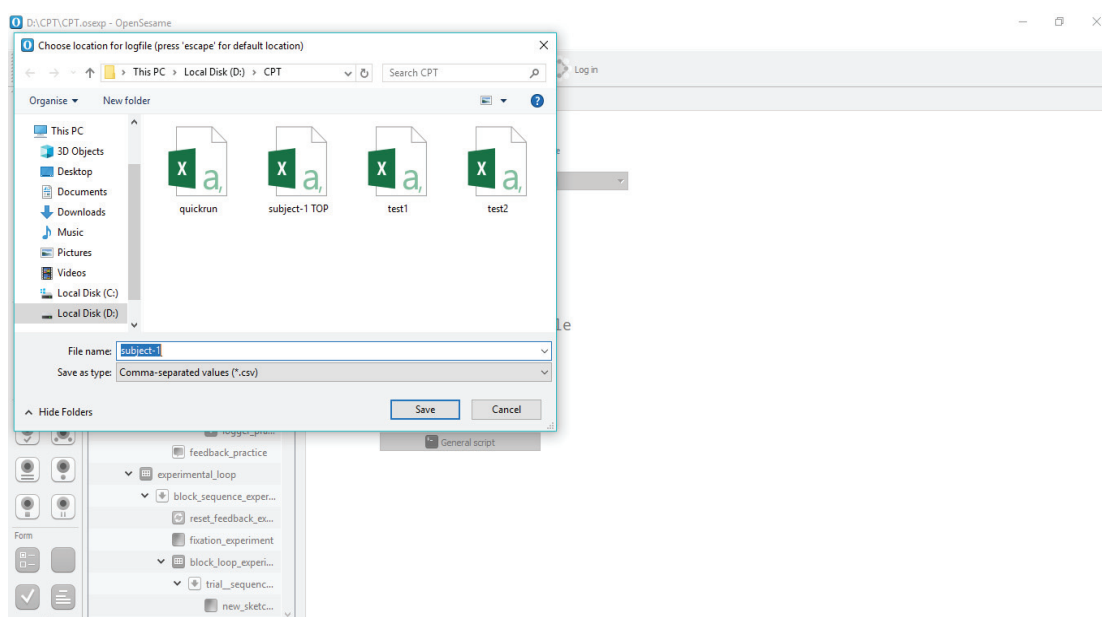 D:\CPT\CPT.osexp - OpenSesame
Choose location for logfile (press 'escape' for default location)
This PC > Local Disk (D:) > CPT
Search CPT
Log in
Organise
New folder
This PC
3D Objects
Desktop
Documents
Downloads
Music
Pictures
Videos
Local Disk (C:)
Local Disk (D:)
quickrun
subject-1 TOP
test1
test2
File name: subject-1
Save as type: Comma-separated values (*.csv)
Hide Folders
Save
Cancel
General script
feedback_practice
experimental_loop
block_sequence_exper...
reset_feedback_ex...
fixation_experiment
Form
block_loop_experi...
trial__sequenc...
new_sketc...